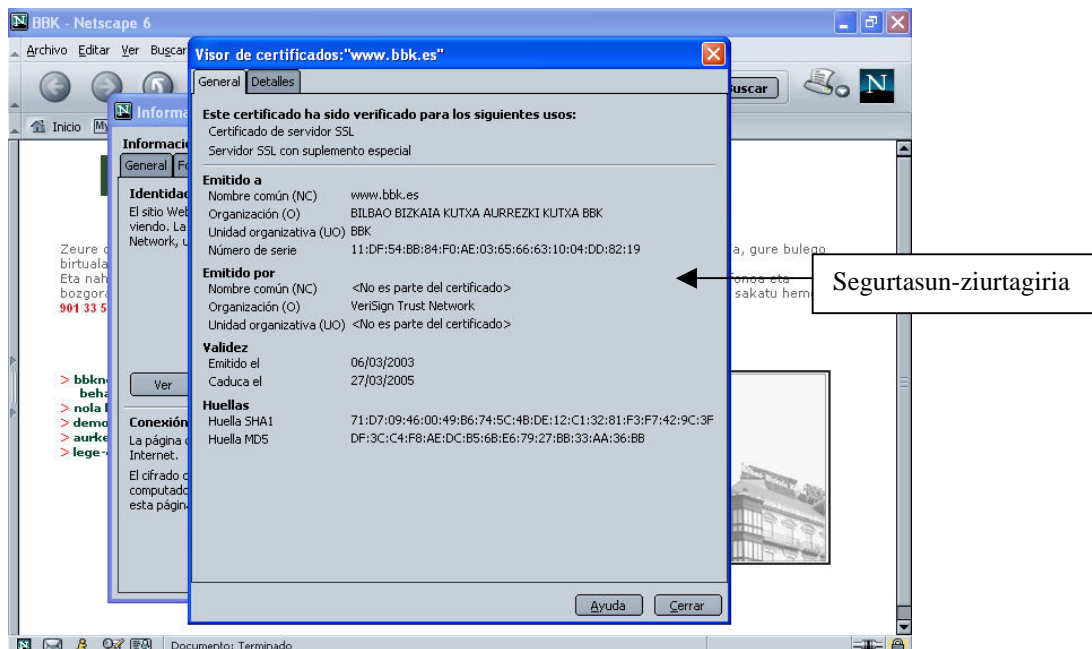 BBK - Netscape 6
Archivo Editar Ver Buscar
Buscar
Inicio My
Visor de certificados:"www.bbk.es"
General Detalles
Este certificado ha sido verificado para los siguientes usos:
Certificado de servidor SSL
Servidor SSL con suplemento especial
Emitido a
Nombre común (NC) www.bbk.es
Organización (O) BILBAO BIZKAIA KUTXA AURREZKI KUTXA BBK
Unidad organizativa (UO) BBK
Número de serie 11:DF:54:BB:84:F0:AE:03:65:66:63:10:04:DD:82:19
Emitido por
Nombre común (NC) <No es parte del certificado>
Organización (O) VeriSign Trust Network
Unidad organizativa (UO) <No es parte del certificado>
Validez
Emitido el 06/03/2003
Caduca el 27/03/2005
Huellas
Huella SHA1 71:D7:09:46:00:49:B6:74:5C:4B:DE:12:C1:32:81:F3:F7:42:9C:3F
Huella MD5 DF:3C:C4:F8:AE:DC:B5:6B:E6:79:27:BB:33:AA:36:BB
Ayuda Cerrar
Informa
Informaci
General Fo
Identidad
El sitio Web
viendo. La
Network, u
Ver
Conexión
La página d
Internet.
El cifrado d
computado
esta página
Zeure
birtuala
Eta nah
bozgora
901 33 5
a, gure bulego
sakatu hem
> bbkn
beha
> nola
> demo
> aurke
> lege-
Segurtasun-ziurtagiria
Documento: Terminado